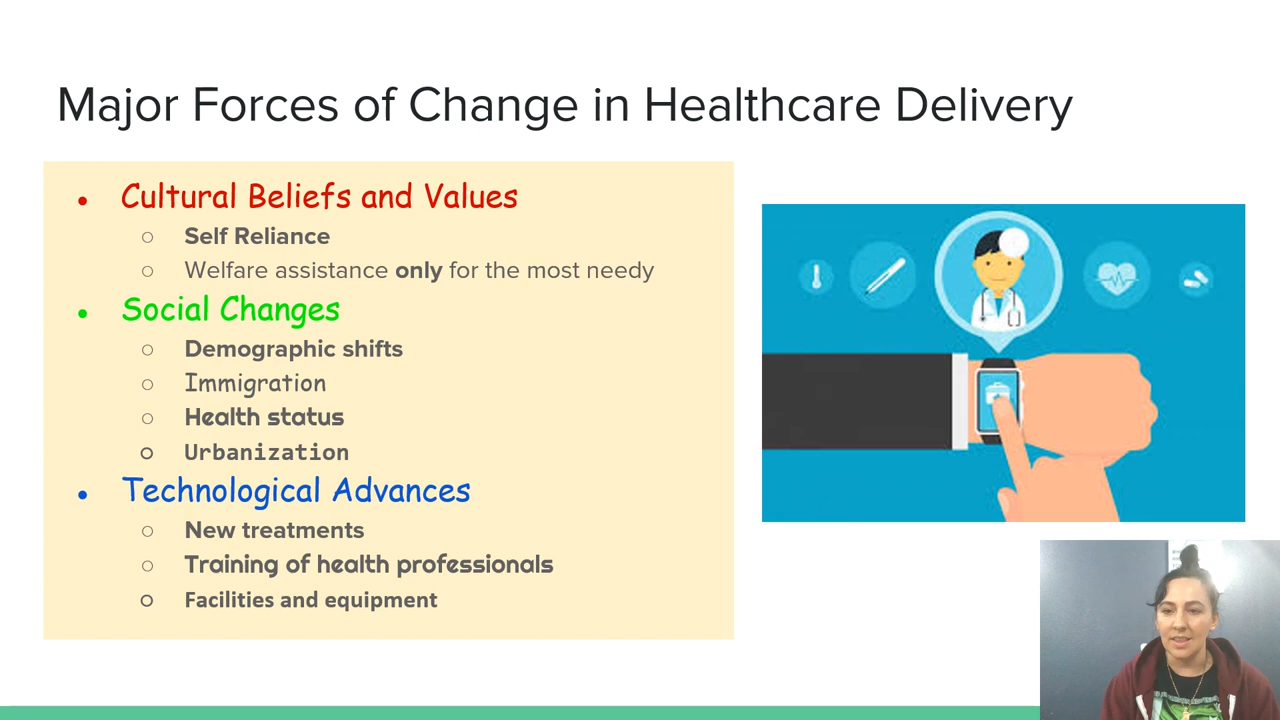 Major Forces of Change in Healthcare Delivery
● Cultural Beliefs and Values
○ Self Reliance
○ Welfare assistance only for the most needy
● Social Changes
○ Demographic shifts
○ Immigration
○ Health status
○ Urbanization
● Technological Advances
○ New treatments
○ Training of health professionals
○ Facilities and equipment